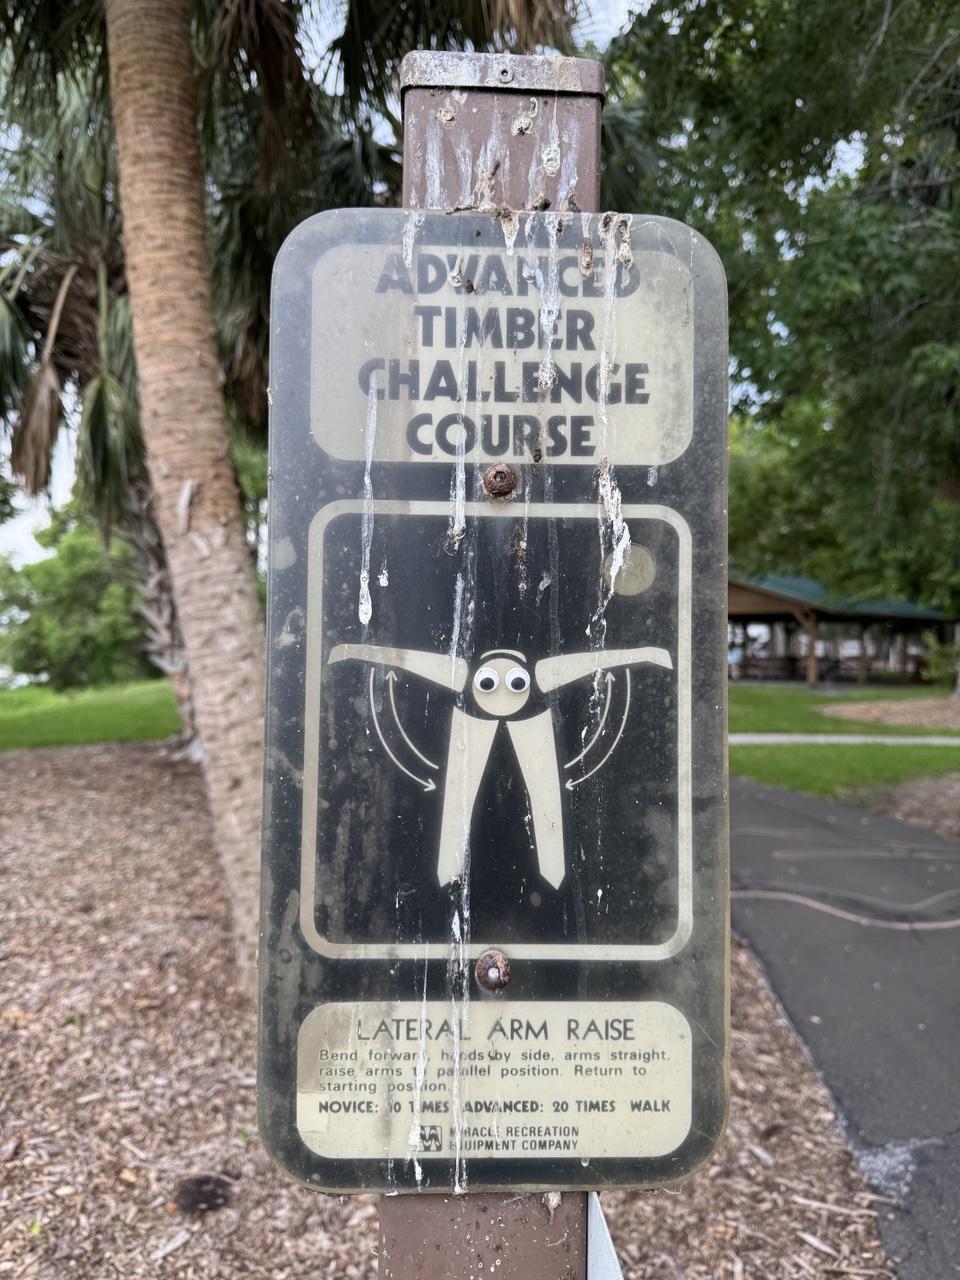 ADVANCED
TIMBER
CHALLENGE
COURSE
LATERAL ARM RAISE
Bend forward, hands by side, arms straight,
raise arms to parallel position. Return to
starting position.
NOVICE: 10 TIMES ADVANCED: 20 TIMES WALK
MIRACLE RECREATION
EQUIPMENT COMPANY